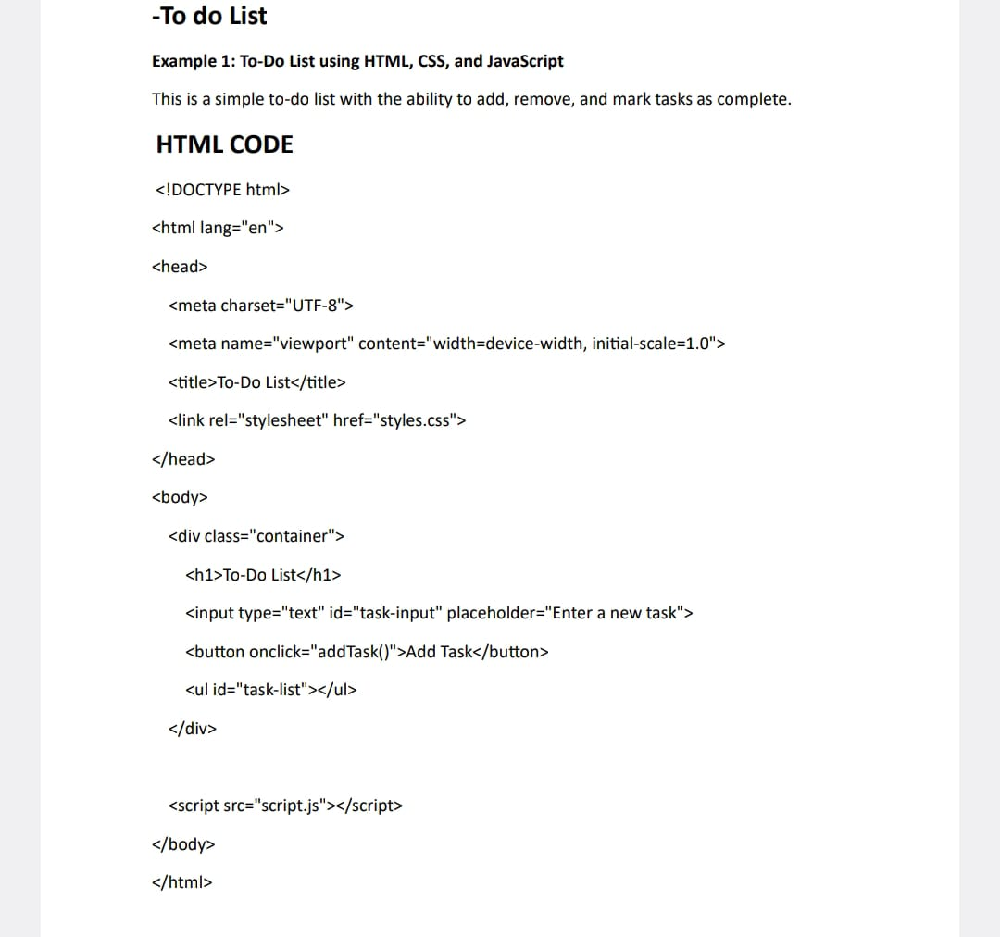 -To do List
Example 1: To-Do List using HTML, CSS, and JavaScript
This is a simple to-do list with the ability to add, remove, and mark tasks as complete.
HTML CODE
<!DOCTYPE html>
<html lang="en">
<head>
<meta charset="UTF-8">
<meta name="viewport" content="width=device-width, initial-scale=1.0">
<title>To-Do List</title>
<link rel="stylesheet" href="styles.css">
</head>
<body>
<div class="container">
<h1>To-Do List</h1>
<input type="text" id="task-input" placeholder="Enter a new task">
<button onclick="addTask()">Add Task</button>
<ul id="task-list"></ul>
</div>
<script src="script.js"></script>
</body>
</html>